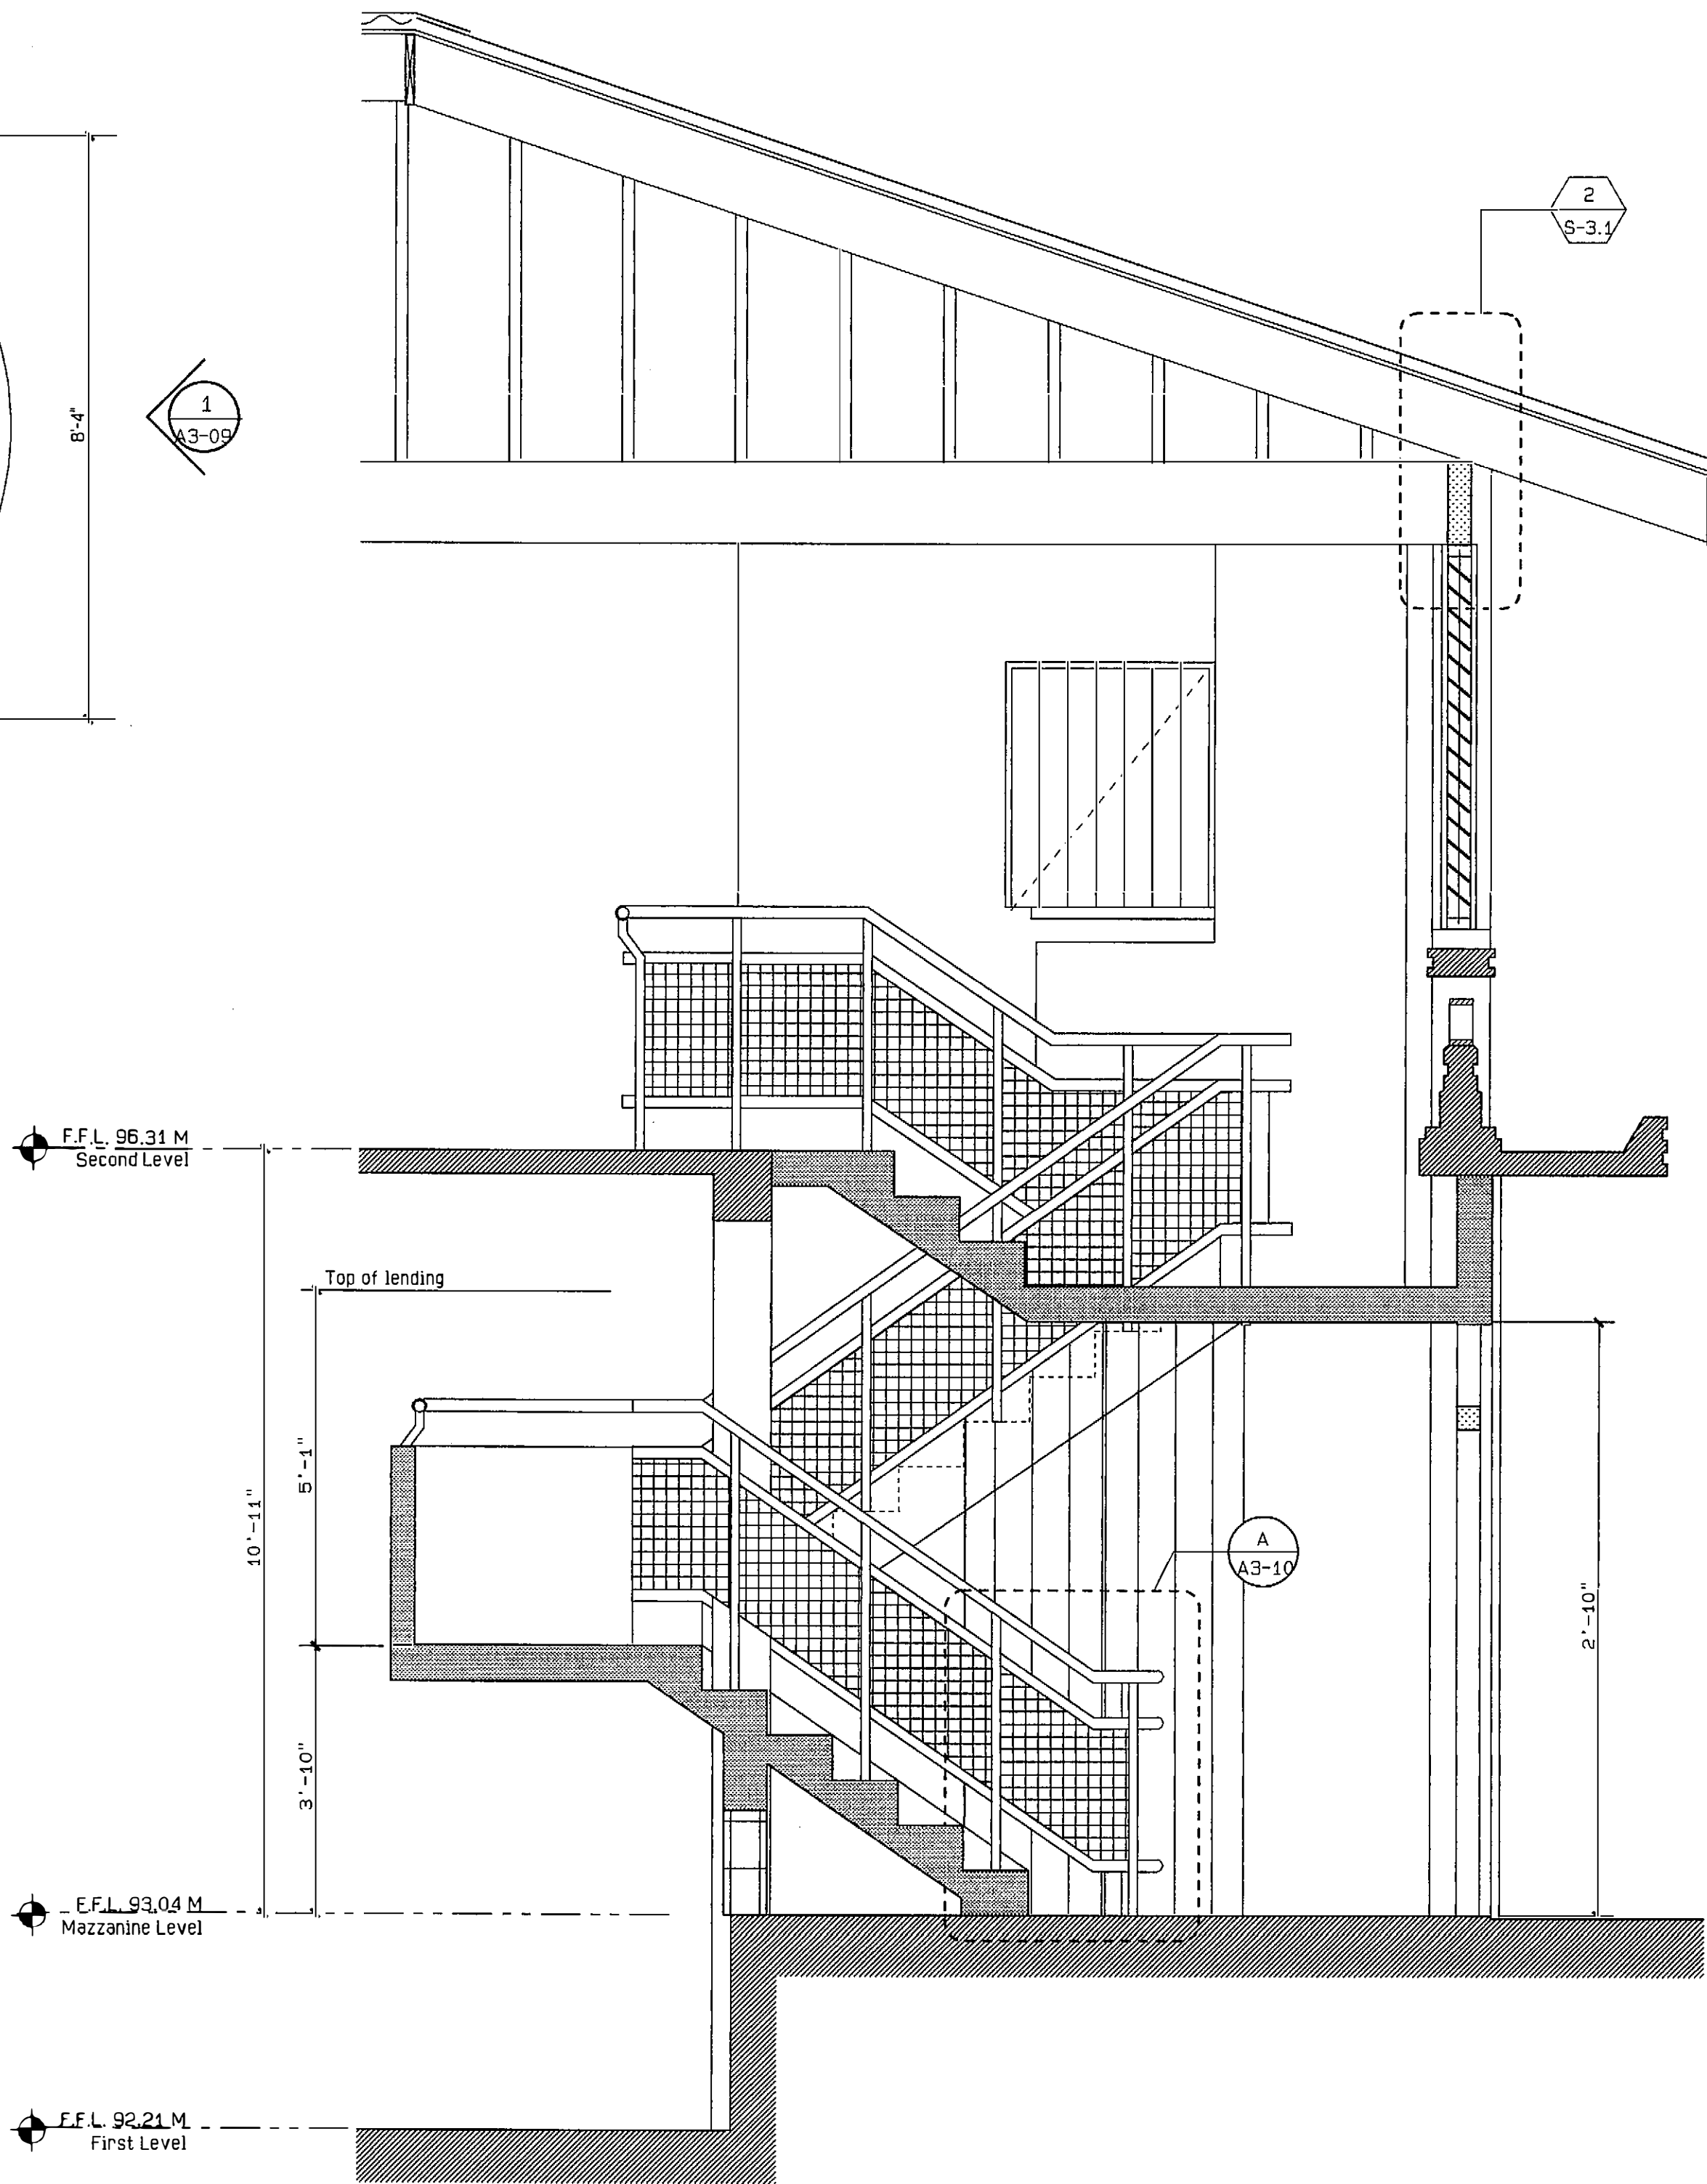 2
S-3.1
8'-4"
1
A3-09
F.F.L. 96.31 M
Second Level
Top of lending
5'-1"
10'-11"
A
A3-10
2'-10"
3'-10"
F.F.L. 93.04 M
Mazzanine Level
F.F.L. 92.21 M
First Level